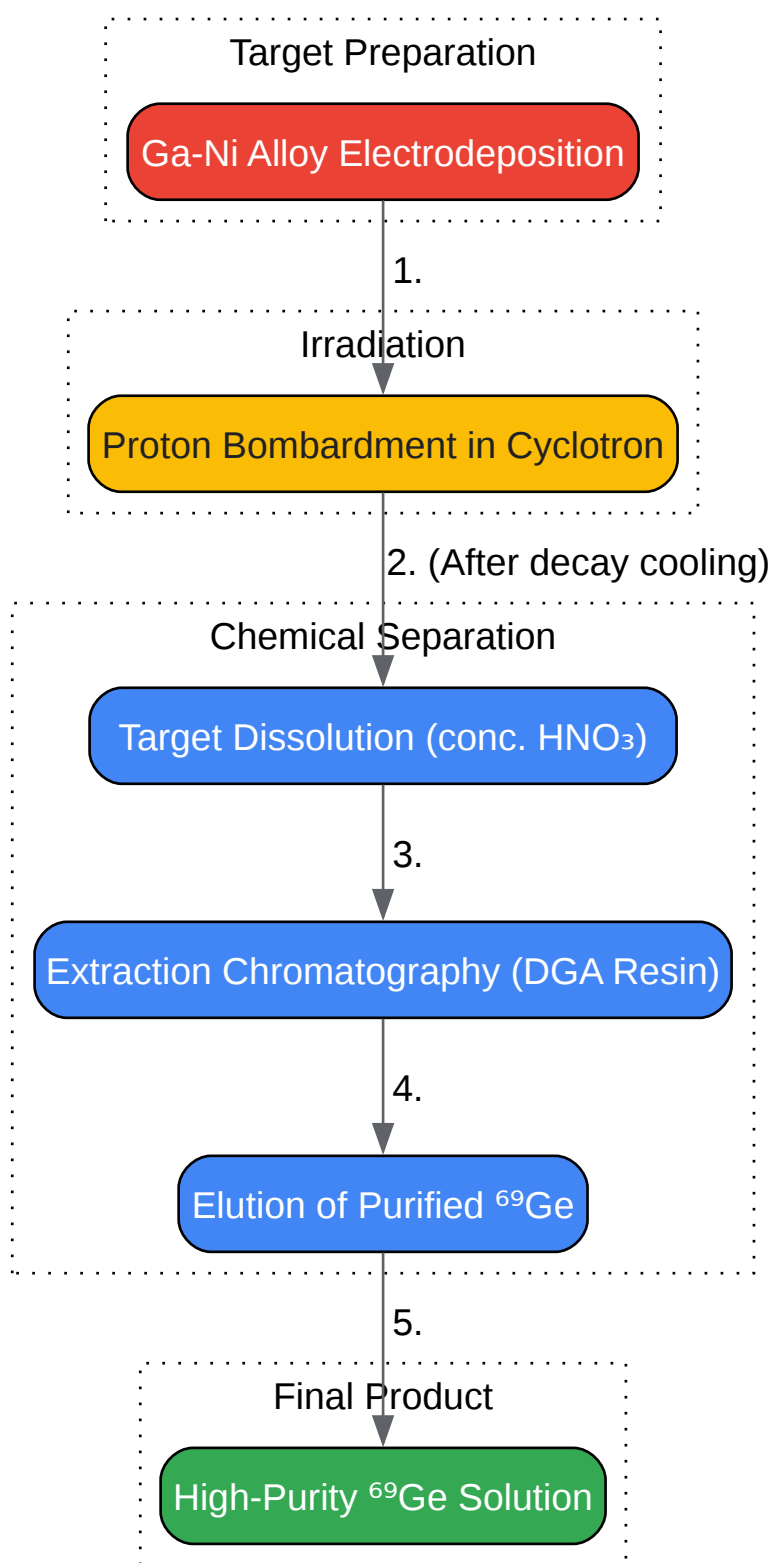 Target Preparation
Ga-Ni Alloy Electrodeposition
1.
Irradiation
Proton Bombardment in Cyclotron
2. (After decay cooling)
Chemical Separation
Target Dissolution (conc. HNO₃)
3.
Extraction Chromatography (DGA Resin)
4.
Elution of Purified ⁶⁹Ge
5.
Final Product
High-Purity ⁶⁹Ge Solution